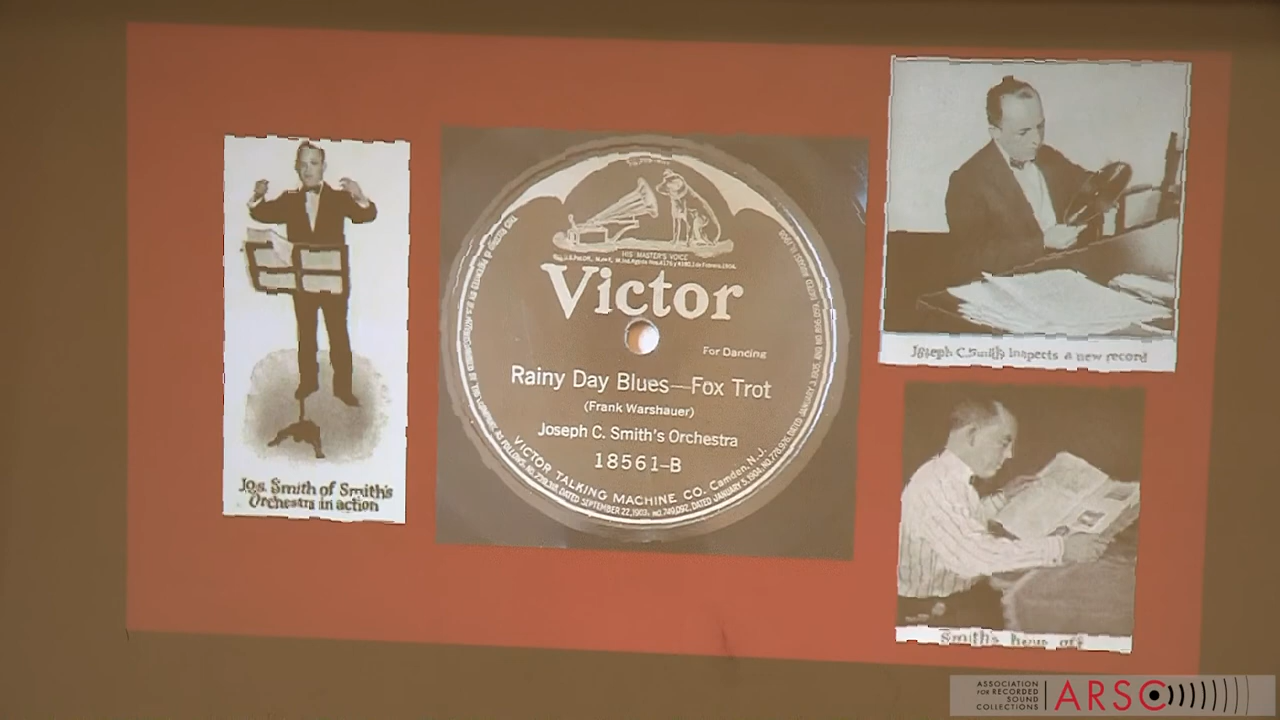 Jos. Smith of Smith's
Orchestra in action
HIS MASTER'S VOICE
Victor
For Dancing
Rainy Day Blues—Fox Trot
(Frank Warshauer)
Joseph C. Smith's Orchestra
18561-B
VICTOR TALKING MACHINE CO. Camden, N.J.
Joseph C. Smith inspects a new record
Smith's hour off
ASSOCIATION
FOR RECORDED
SOUND
COLLECTIONS
ARSC